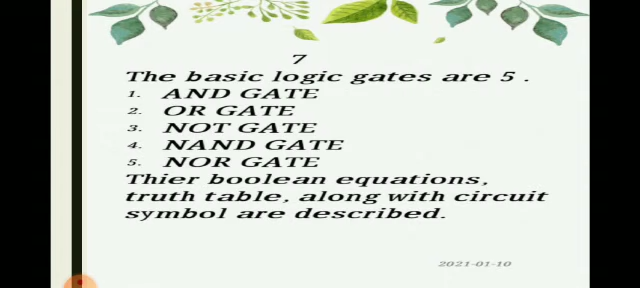 7
The basic logic gates are 5 .
1. AND GATE
2. OR GATE
3. NOT GATE
4. NAND GATE
5. NOR GATE
Thier boolean equations,
truth table, along with circuit
symbol are described.
2021-01-10